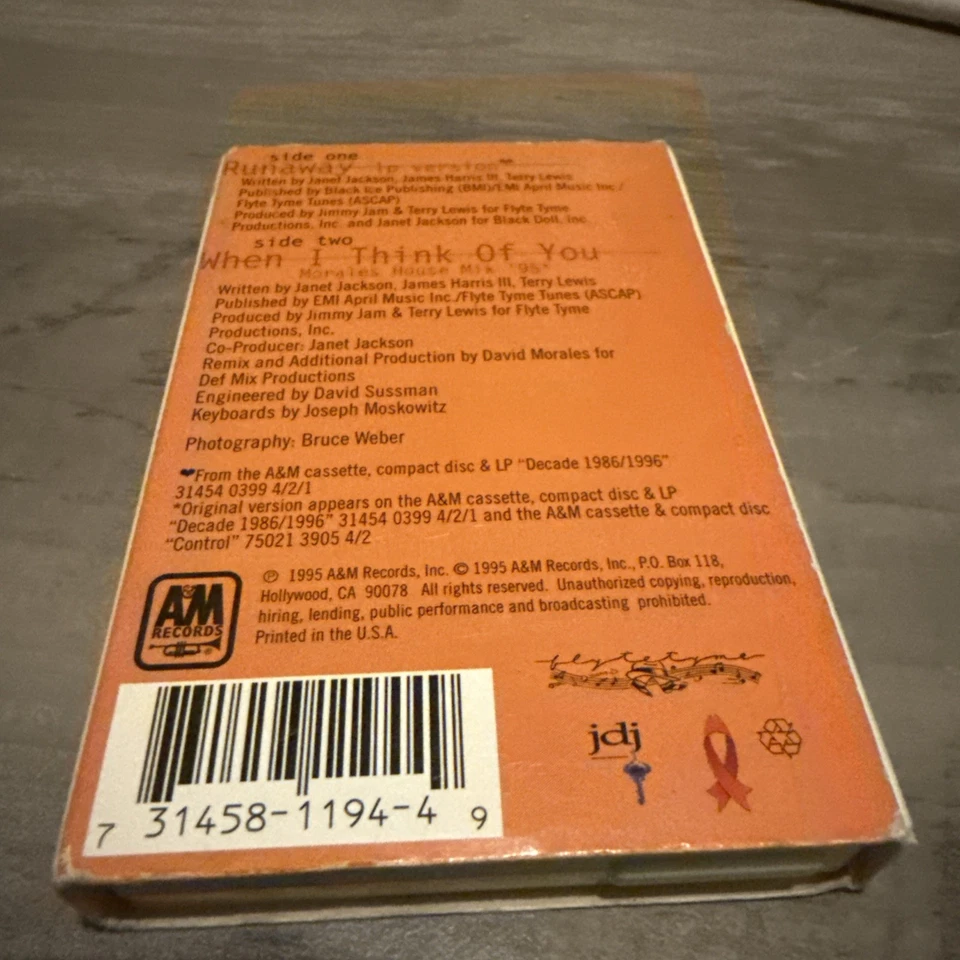 side one
Runaway lp version❤
Written by Janet Jackson, James Harris III, Terry Lewis
Published by Black Ice Publishing (BMI)/EMI April Music Inc./
Flyte Tyme Tunes (ASCAP)
Produced by Jimmy Jam & Terry Lewis for Flyte Tyme
Productions, Inc. and Janet Jackson for Black Doll, Inc.
side two
When I Think Of You
Morales House Mix '95*
Written by Janet Jackson, James Harris III, Terry Lewis
Published by EMI April Music Inc./Flyte Tyme Tunes (ASCAP)
Produced by Jimmy Jam & Terry Lewis for Flyte Tyme
Productions, Inc.
Co-Producer: Janet Jackson
Remix and Additional Production by David Morales for
Def Mix Productions
Engineered by David Sussman
Keyboards by Joseph Moskowitz
Photography: Bruce Weber
❤From the A&M cassette, compact disc & LP "Decade 1986/1996"
31454 0399 4/2/1
*Original version appears on the A&M cassette, compact disc & LP
"Decade 1986/1996" 31454 0399 4/2/1 and the A&M cassette & compact disc
"Control" 75021 3905 4/2
℗ 1995 A&M Records, Inc. © 1995 A&M Records, Inc., P.O. Box 118,
Hollywood, CA 90078 All rights reserved. Unauthorized copying, reproduction,
hiring, lending, public performance and broadcasting prohibited.
Printed in the U.S.A.
A&M
RECORDS
®
flytetyme
jdj
7 31458-1194-4 9